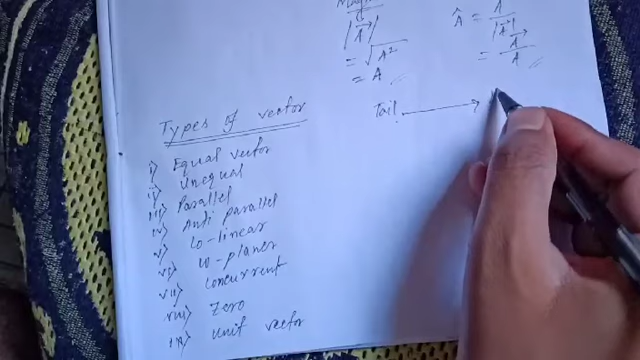 |A⃗|
= √A²
= A
Â = A⃗
|A⃗|
= A⃗
A
Tail
Types of vector
i) Equal vector
ii) Unequal
iii) Parallel
iv) Anti parallel
v) Co-linear
vi) Co-planer
vii) Concurrent
viii) Zero
ix) Unit vector